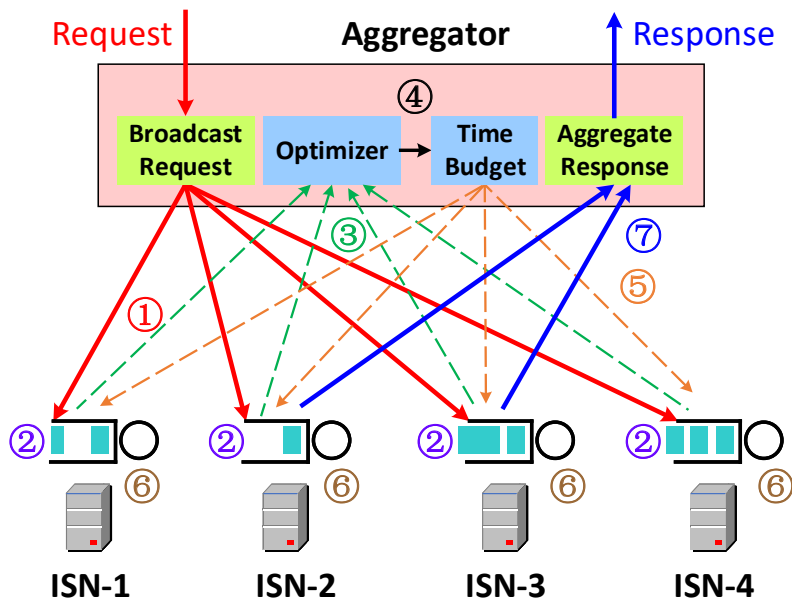 Request
Aggregator
Response
④
Broadcast
Request
Optimizer
Time
Budget
Aggregate
Response
③
⑦
⑤
①
②
②
②
②
⑥
⑥
⑥
⑥
ISN-1
ISN-2
ISN-3
ISN-4